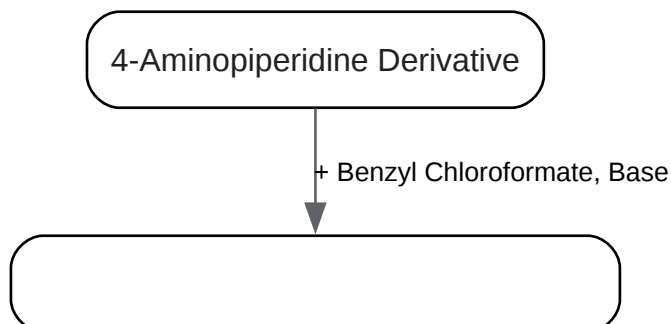 4-Aminopiperidine Derivative
+ Benzyl Chloroformate, Base